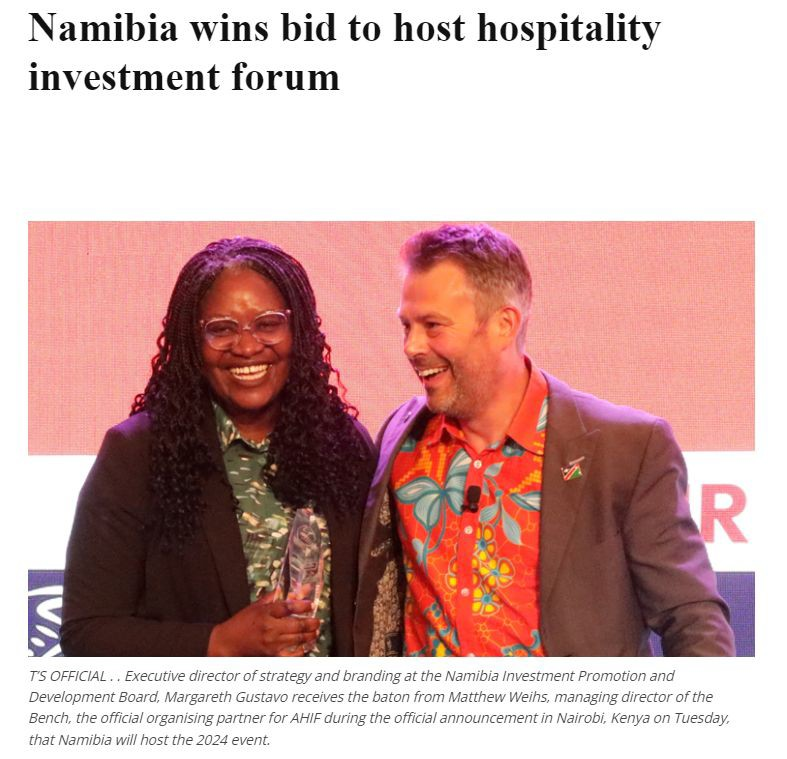 Namibia wins bid to host hospitality
investment forum
R
T'S OFFICIAL . . Executive director of strategy and branding at the Namibia Investment Promotion and
Development Board, Margareth Gustavo receives the baton from Matthew Weihs, managing director of the
Bench, the official organising partner for AHIF during the official announcement in Nairobi, Kenya on Tuesday,
that Namibia will host the 2024 event.